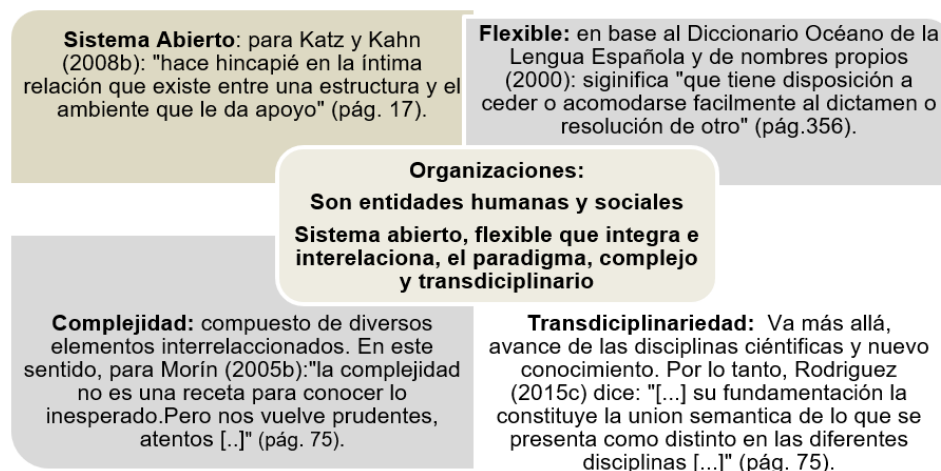 Sistema Abierto: para Katz y Kahn
(2008b): "hace hincapié en la íntima
relación que existe entre una estructura y el
ambiente que le da apoyo" (pág. 17).
Flexible: en base al Diccionario Océano de la
Lengua Española y de nombres propios
(2000): siginifica "que tiene disposición a
ceder o acomodarse facilmente al dictamen o
resolución de otro" (pág.356).
Organizaciones:
Son entidades humanas y sociales
Sistema abierto, flexible que integra e
interelaciona, el paradigma, complejo
y transdiciplinario
Complejidad: compuesto de diversos
elementos interrelaccionados. En este
sentido, para Morín (2005b):"la complejidad
no es una receta para conocer lo
inesperado.Pero nos vuelve prudentes,
atentos [..]" (pág. 75).
Transdiciplinariedad: Va más allá,
avance de las disciplinas ciéntificas y nuevo
conocimiento. Por lo tanto, Rodriguez
(2015c) dice: "[...] su fundamentación la
constituye la union semantica de lo que se
presenta como distinto en las diferentes
disciplinas [...]" (pág. 75).